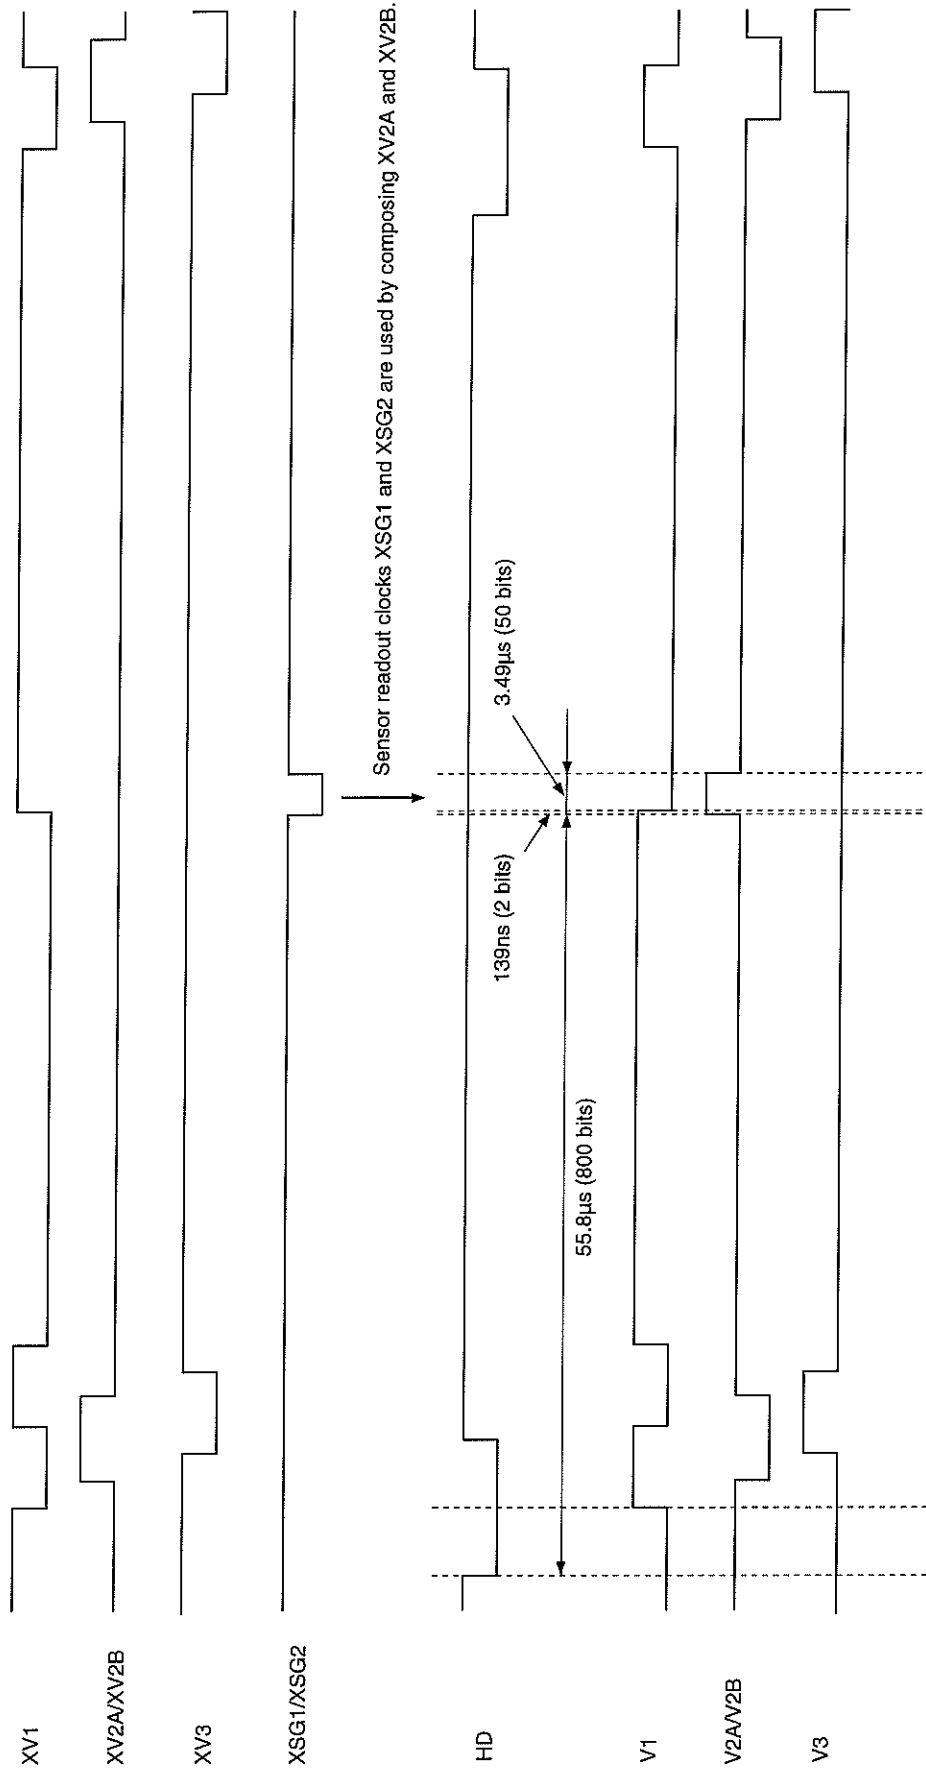 XV1
XV2A/XV2B
XV3
XSG1/XSG2
Sensor readout clocks XSG1 and XSG2 are used by composing XV2A and XV2B.
HD
139ns (2 bits)
3.49μs (50 bits)
55.8μs (800 bits)
V1
V2A/V2B
V3